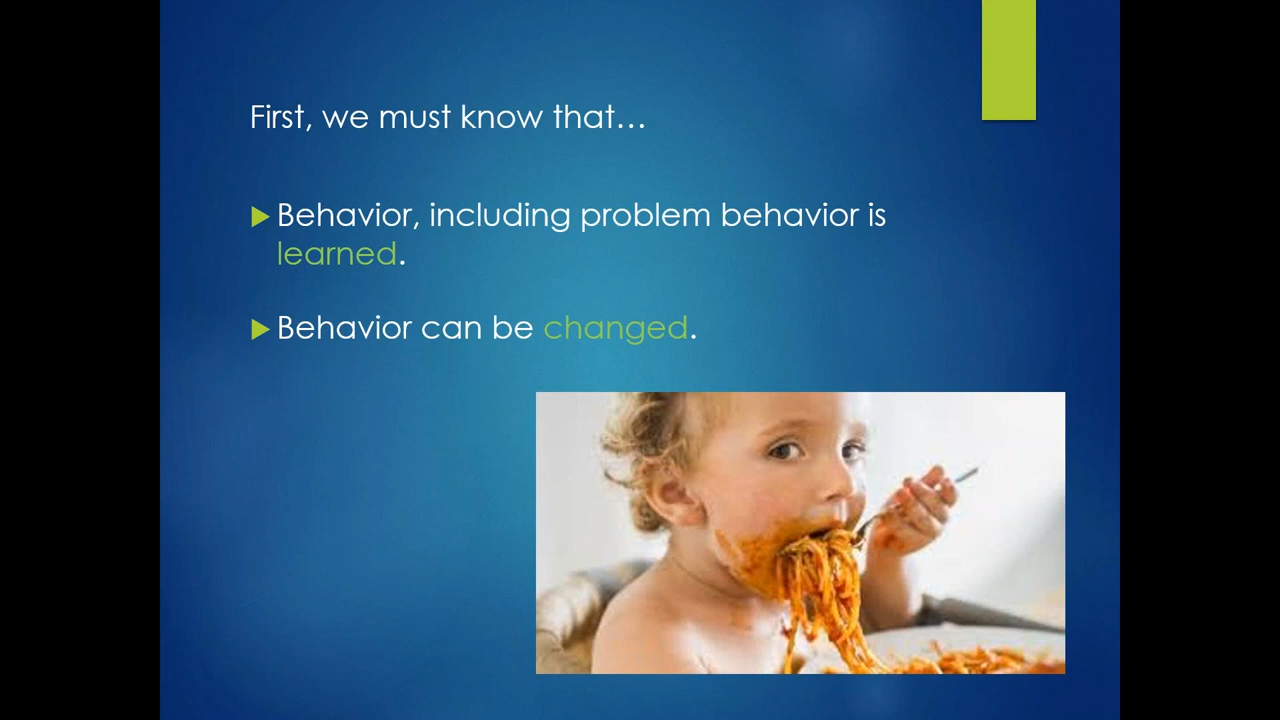 First, we must know that…
Behavior, including problem behavior is
learned.
Behavior can be changed.